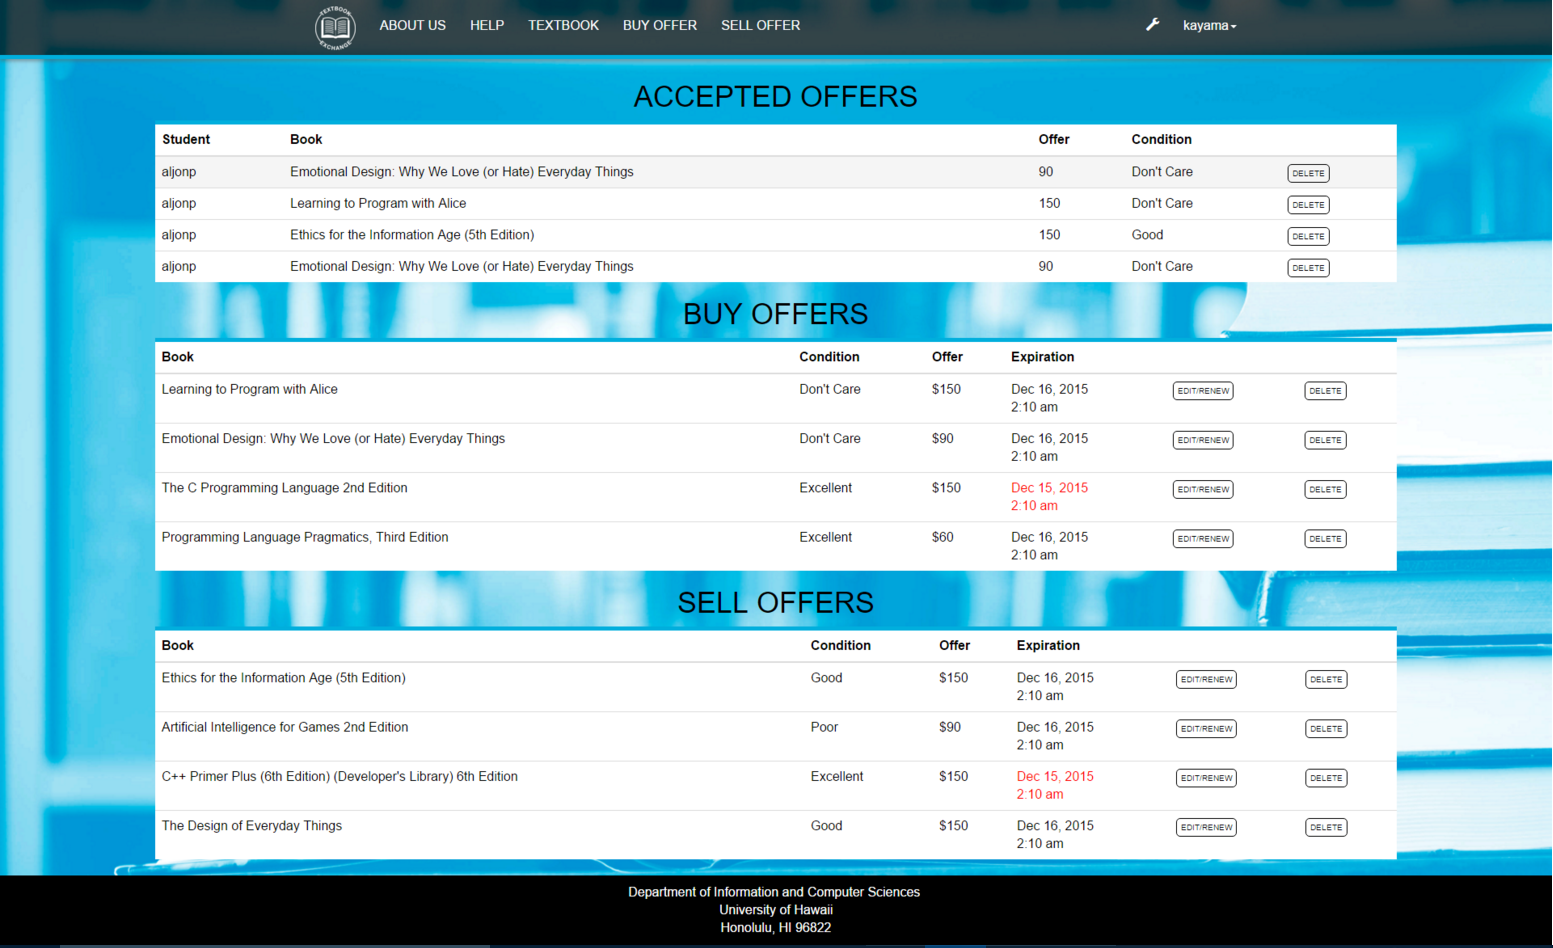 TEXTBOOK
EXCHANGE
ABOUT US HELP TEXTBOOK BUY OFFER SELL OFFER kayama
ACCEPTED OFFERS
Student Book Offer Condition
aljonp Emotional Design: Why We Love (or Hate) Everyday Things 90 Don't Care DELETE
aljonp Learning to Program with Alice 150 Don't Care DELETE
aljonp Ethics for the Information Age (5th Edition) 150 Good DELETE
aljonp Emotional Design: Why We Love (or Hate) Everyday Things 90 Don't Care DELETE
BUY OFFERS
Book Condition Offer Expiration
Learning to Program with Alice Don't Care $150 Dec 16, 2015 EDIT/RENEW DELETE
2:10 am
Emotional Design: Why We Love (or Hate) Everyday Things Don't Care $90 Dec 16, 2015 EDIT/RENEW DELETE
2:10 am
The C Programming Language 2nd Edition Excellent $150 Dec 15, 2015 EDIT/RENEW DELETE
2:10 am
Programming Language Pragmatics, Third Edition Excellent $60 Dec 16, 2015 EDIT/RENEW DELETE
2:10 am
SELL OFFERS
Book Condition Offer Expiration
Ethics for the Information Age (5th Edition) Good $150 Dec 16, 2015 EDIT/RENEW DELETE
2:10 am
Artificial Intelligence for Games 2nd Edition Poor $90 Dec 16, 2015 EDIT/RENEW DELETE
2:10 am
C++ Primer Plus (6th Edition) (Developer's Library) 6th Edition Excellent $150 Dec 15, 2015 EDIT/RENEW DELETE
2:10 am
The Design of Everyday Things Good $150 Dec 16, 2015 EDIT/RENEW DELETE
2:10 am
Department of Information and Computer Sciences
University of Hawaii
Honolulu, HI 96822